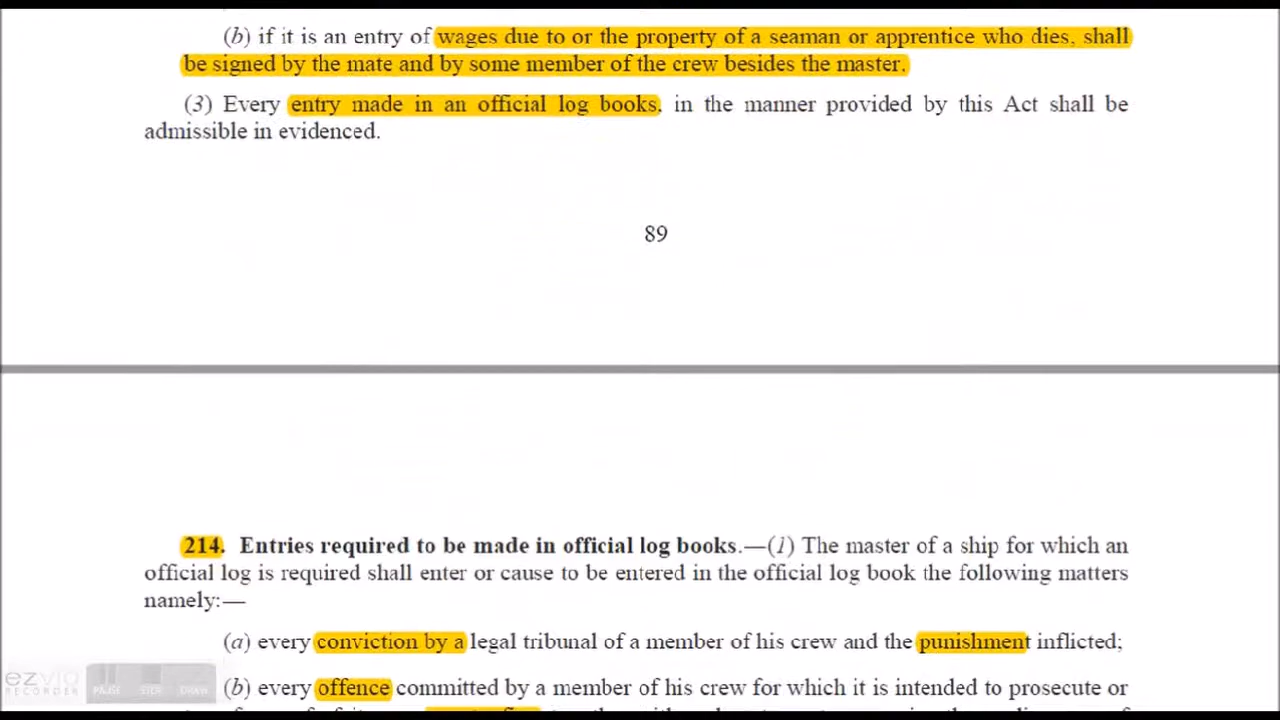 (b) if it is an entry of wages due to or the property of a seaman or apprentice who dies, shall
be signed by the mate and by some member of the crew besides the master.
(3) Every entry made in an official log books, in the manner provided by this Act shall be
admissible in evidenced.
89
214. Entries required to be made in official log books.—(1) The master of a ship for which an
official log is required shall enter or cause to be entered in the official log book the following matters
namely:—
(a) every conviction by a legal tribunal of a member of his crew and the punishment inflicted;
(b) every offence committed by a member of his crew for which it is intended to prosecute or
ezvid
RECORDER
PAUSE
STOP
DRAW